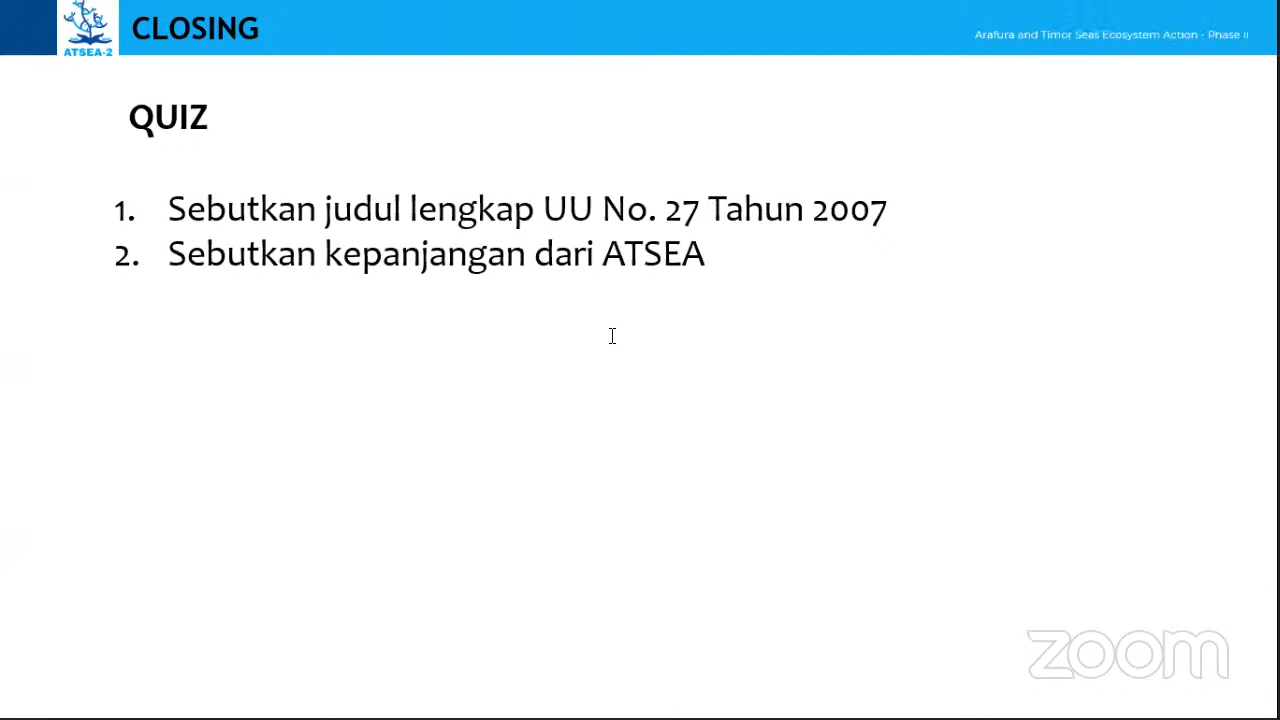 ATSEA-2
CLOSING
Arafura and Timor Seas Ecosystem Action - Phase II
QUIZ
1. Sebutkan judul lengkap UU No. 27 Tahun 2007
2. Sebutkan kepanjangan dari ATSEA
zoom